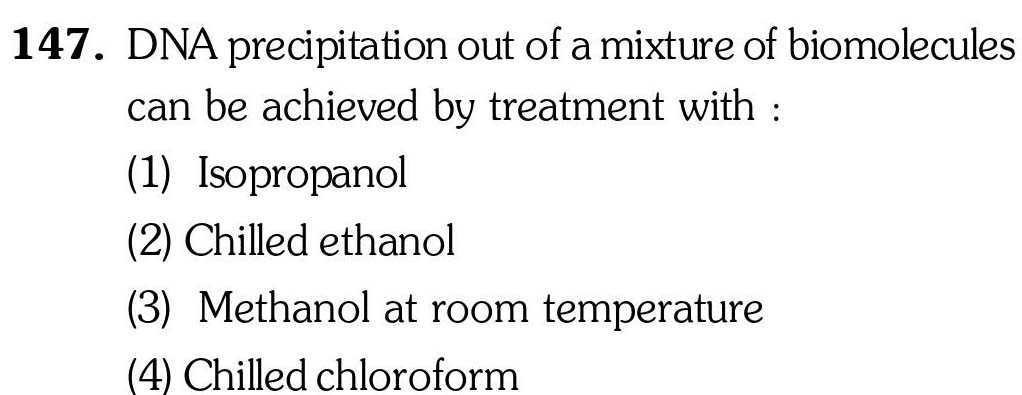 147. DNA precipitation out of a mixture of biomolecules
can be achieved by treatment with :
(1) Isopropanol
(2) Chilled ethanol
(3) Methanol at room temperature
(4) Chilled chloroform